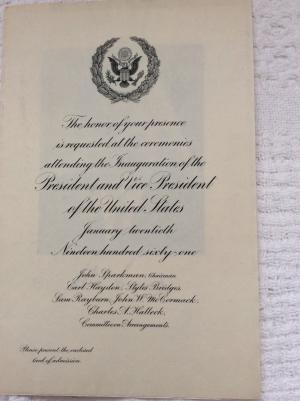 The honor of your presence
is requested at the ceremonies
attending the Inauguration of the
President and Vice President
of the United States
January twentieth
Nineteen hundred sixty-one
John Sparkman, Chairman
Carl Hayden, Styles Bridges,
Sam Rayburn, John W. McCormack,
Charles A. Halleck,
Committee on Arrangements.
Please present the enclosed
card of admission.